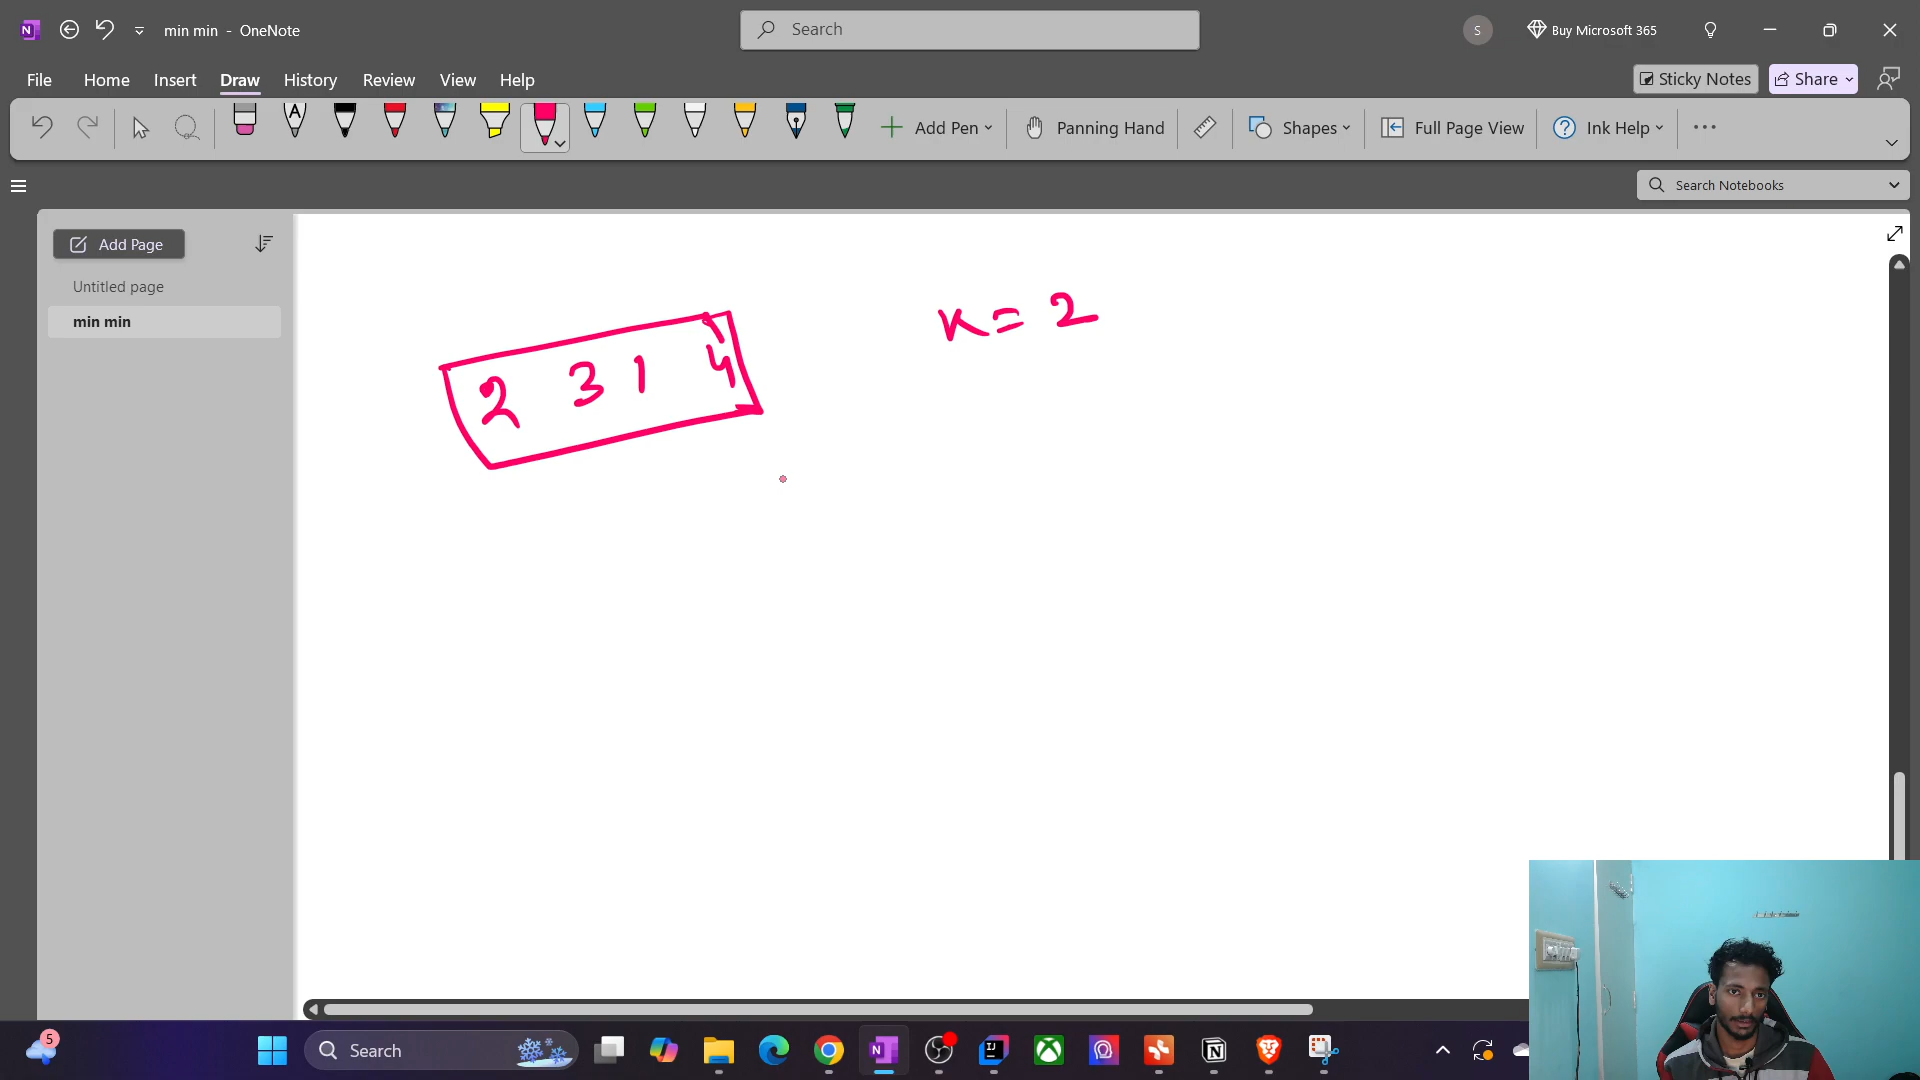 min min - OneNote
Search
S
Buy Microsoft 365
File Home Insert Draw History Review View Help
Sticky Notes
Share
Add Pen
Panning Hand
Shapes
Full Page View
Ink Help
Search Notebooks
Add Page
Untitled page
min min
K = 2
2 3 1 4
5
Search